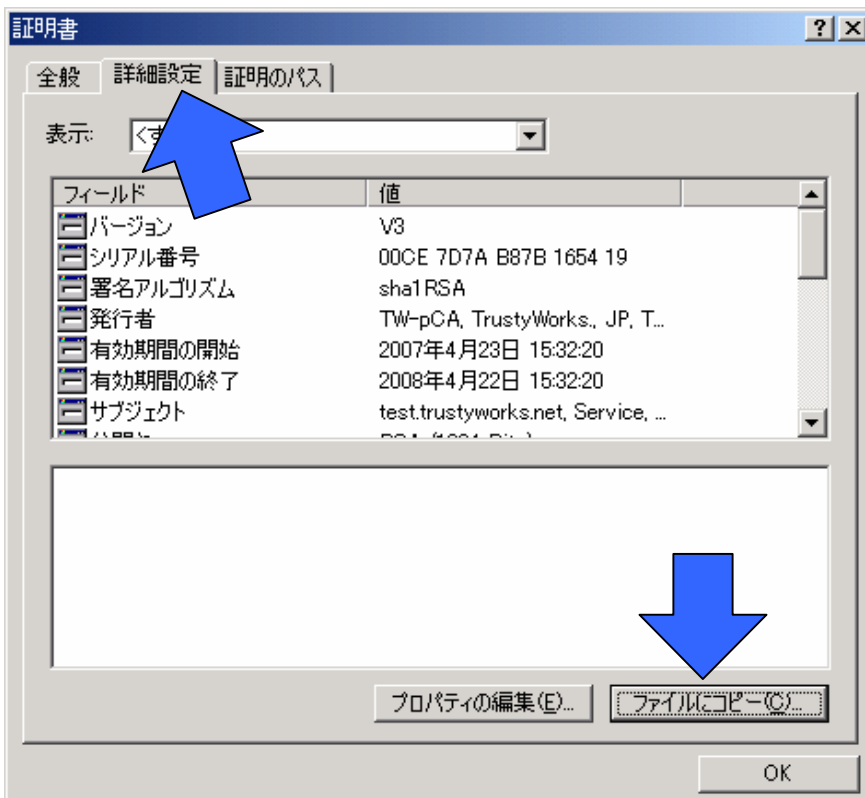 証明書
全般 詳細設定 証明のパス
表示:
フィールド 値
バージョン V3
シリアル番号 00CE 7D7A B87B 1654 19
署名アルゴリズム sha1RSA
発行者 TW-pCA, TrustyWorks., JP, T...
有効期間の開始 2007年4月23日 15:32:20
有効期間の終了 2008年4月22日 15:32:20
サブジェクト test.trustyworks.net, Service, ...
プロパティの編集(E)... ファイルにコピー(C)...
OK